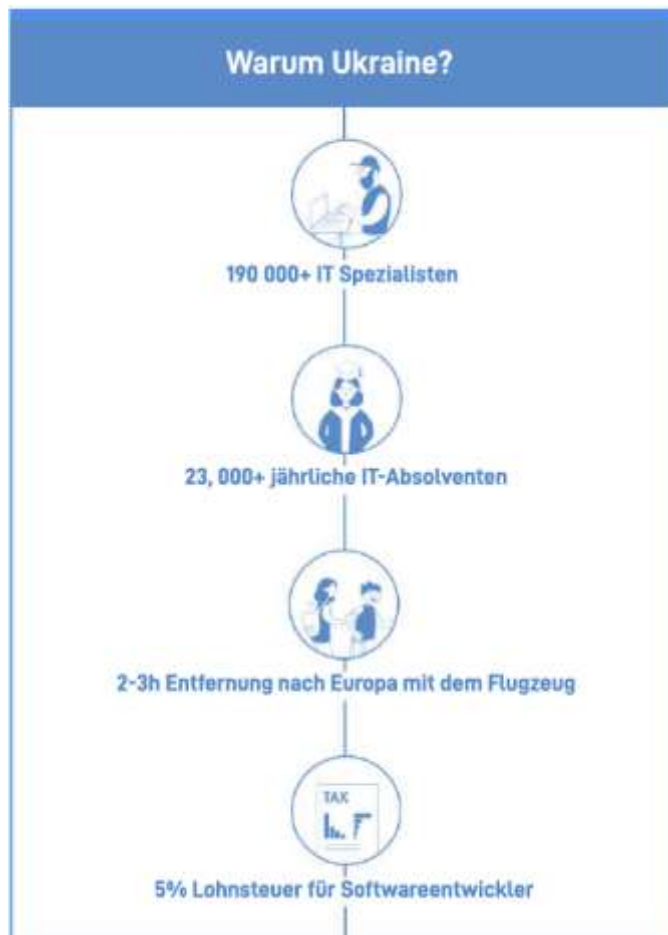 Warum Ukraine?
190 000+ IT Spezialisten
23, 000+ jährliche IT-Absolventen
2-3h Entfernung nach Europa mit dem Flugzeug
TAX
5% Lohnsteuer für Softwareentwickler